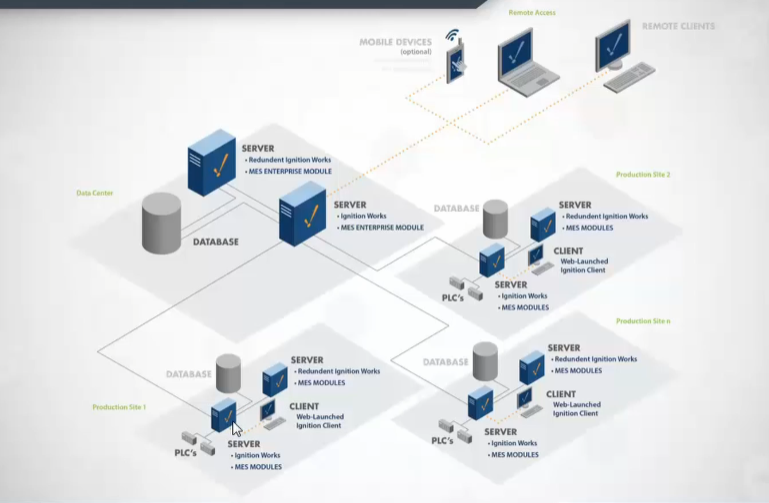 Remote Access
MOBILE DEVICES
(optional)
REMOTE CLIENTS
SERVER
• Redundent Ignition Works
• MES ENTERPRISE MODULE
Data Center
SERVER
• Ignition Works
• MES ENTERPRISE MODULE
DATABASE
Production Site 2
DATABASE
SERVER
• Redundent Ignition Works
• MES MODULES
CLIENT
Web-Launched
Ignition Client
PLC's
SERVER
• Ignition Works
• MES MODULES
Production Site n
DATABASE
SERVER
• Redundent Ignition Works
• MES MODULES
CLIENT
Web-Launched
Ignition Client
PLC's
SERVER
• Ignition Works
• MES MODULES
DATABASE
SERVER
• Redundent Ignition Works
• MES MODULES
Production Site 1
CLIENT
Web-Launched
Ignition Client
PLC's
SERVER
• Ignition Works
• MES MODULES